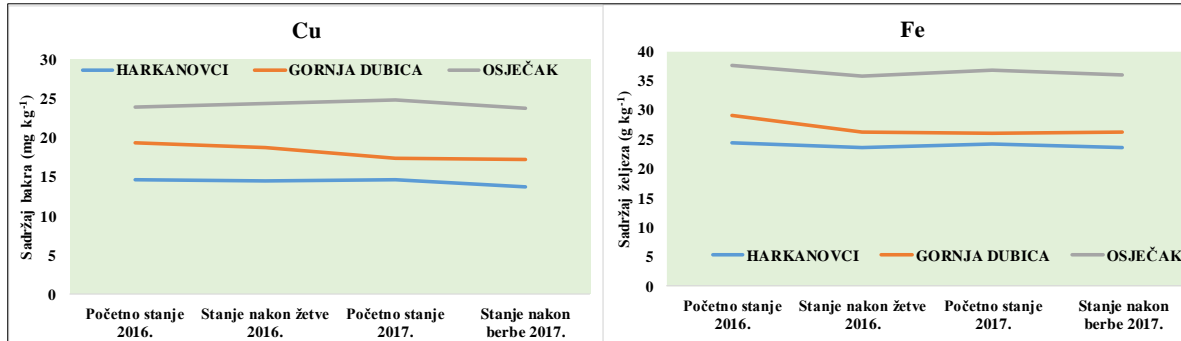 Cu
30
HARKANOVCI GORNJA DUBICA OSJEČAK
25
20
15
10
5
0
Sadržaj bakra (mg kg-1)
Početno stanje Stanje nakon žetve Početno stanje Stanje nakon
2016. 2016. 2017. berbe 2017.
Fe
40
35
30
25
20
15
10
5
0
Sadržaj željeza (g kg-1)
HARKANOVCI GORNJA DUBICA OSJEČAK
Početno stanje Stanje nakon Početno stanje Stanje nakon
2016. žetve 2016. 2017. berbe 2017.